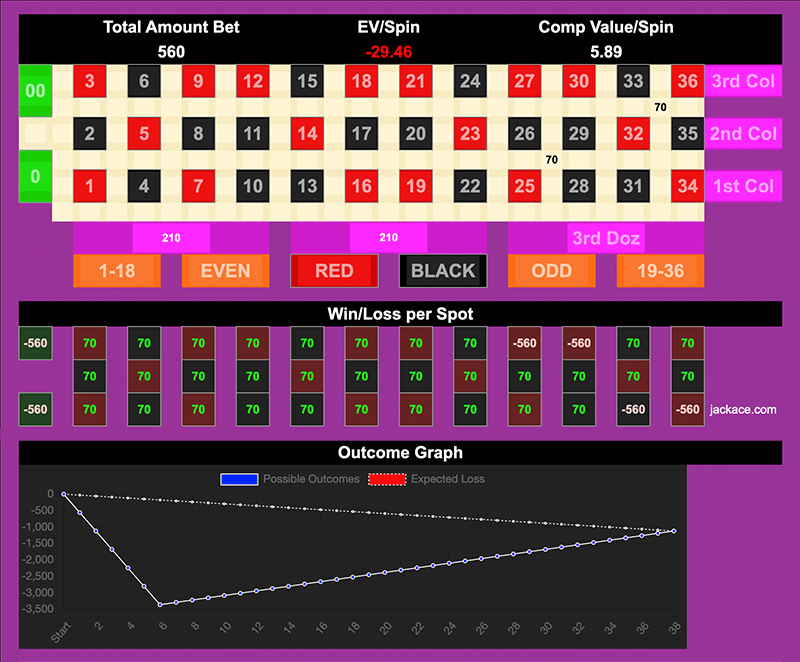 Total Amount Bet EV/Spin Comp Value/Spin
560 -29.46 5.89
00 3 6 9 12 15 18 21 24 27 30 33 36 3rd Col
70
2 5 8 11 14 17 20 23 26 29 32 35 2nd Col
70
0 1 4 7 10 13 16 19 22 25 28 31 34 1st Col
210 210 3rd Doz
1-18 EVEN RED BLACK ODD 19-36
Win/Loss per Spot
-560 70 70 70 70 70 70 70 70 -560 -560 70 70
70 70 70 70 70 70 70 70 70 70 70 70
-560 70 70 70 70 70 70 70 70 70 70 -560 -560 jackace.com
Outcome Graph
Possible Outcomes Expected Loss
0
-500
-1,000
-1,500
-2,000
-2,500
-3,000
-3,500
Start 2 4 6 8 10 12 14 16 18 20 22 24 26 28 30 32 34 36 38